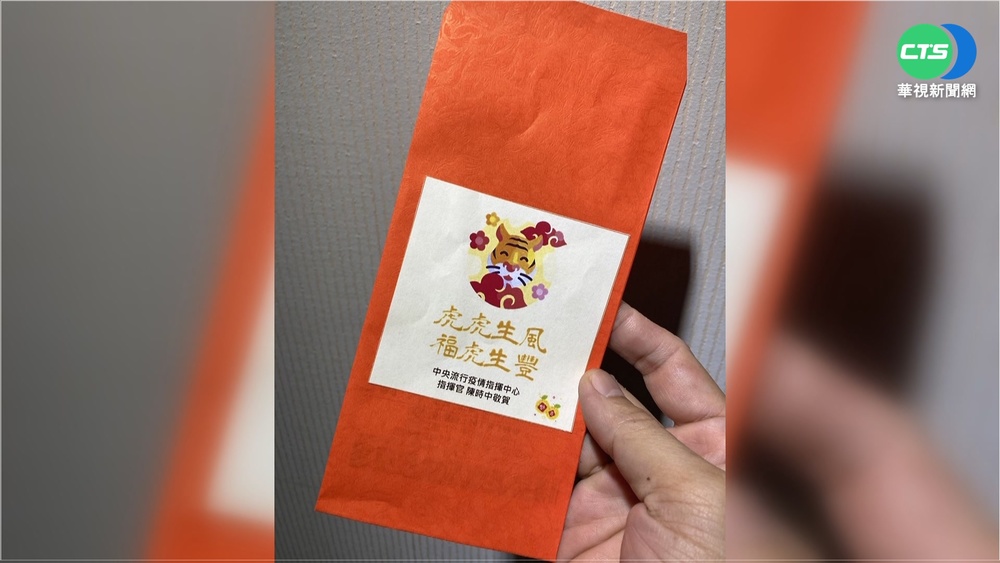 CTS
華視新聞網
虎虎生風
福虎生豐
中央流行疫情指揮中心
指揮官 陳時中敬賀